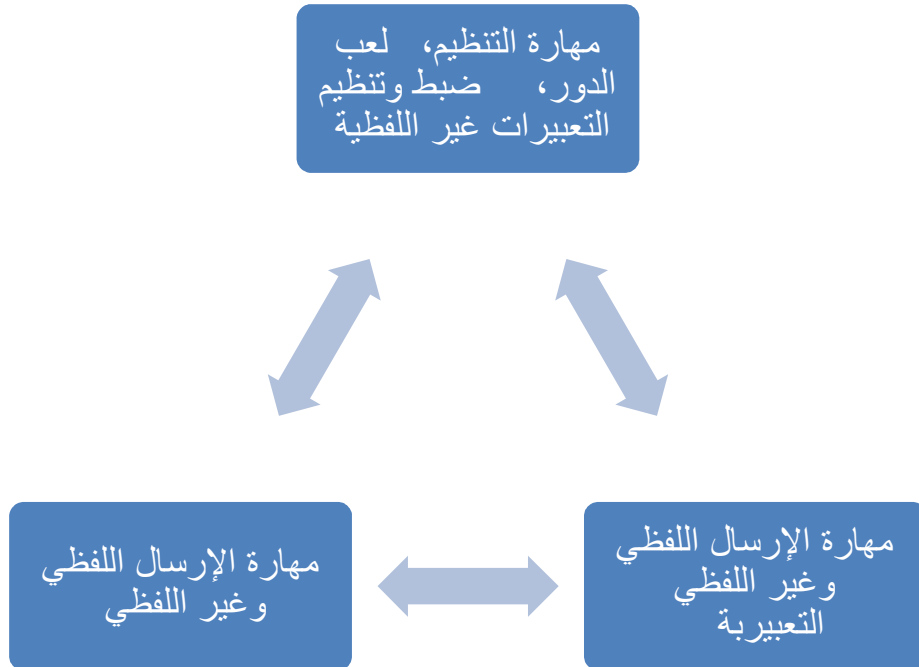 مهارة التنظيم، لعب
الدور، ضبط وتنظيم
التعبيرات غير اللفظية
مهارة الإرسال اللفظي
وغير اللفظي
التعبيربة
مهارة الإرسال اللفظي
وغير اللفظي